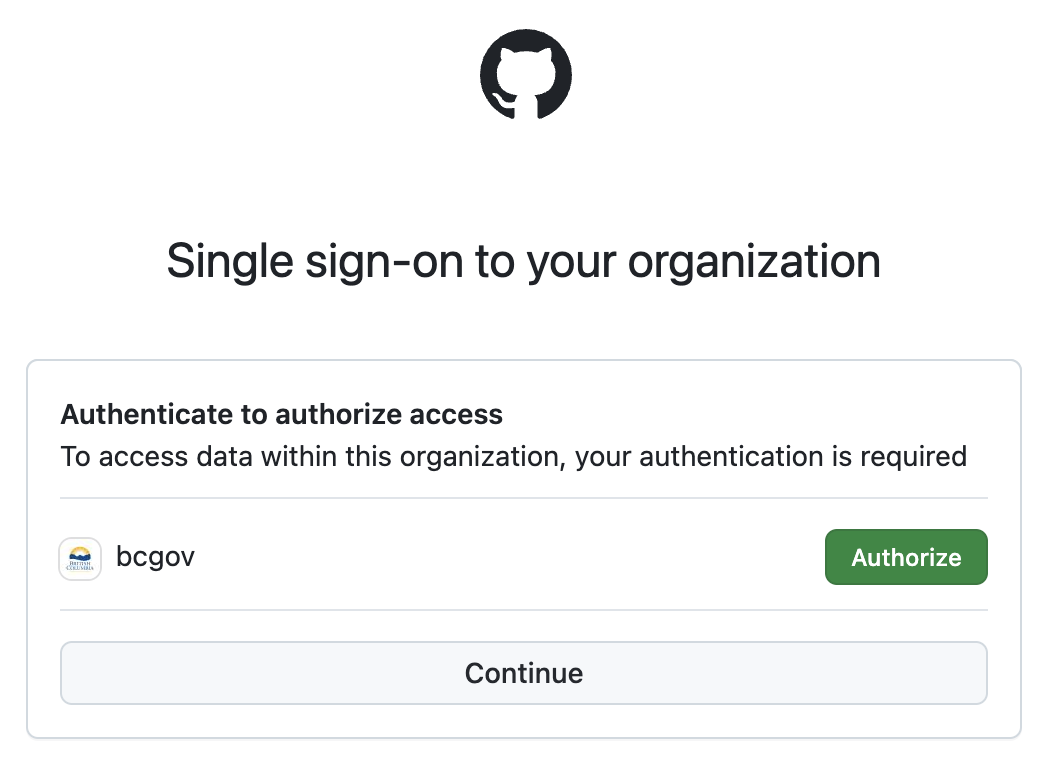 Single sign-on to your organization
Authenticate to authorize access
To access data within this organization, your authentication is required
BRITISH
COLUMBIA
bcgov
Authorize
Continue